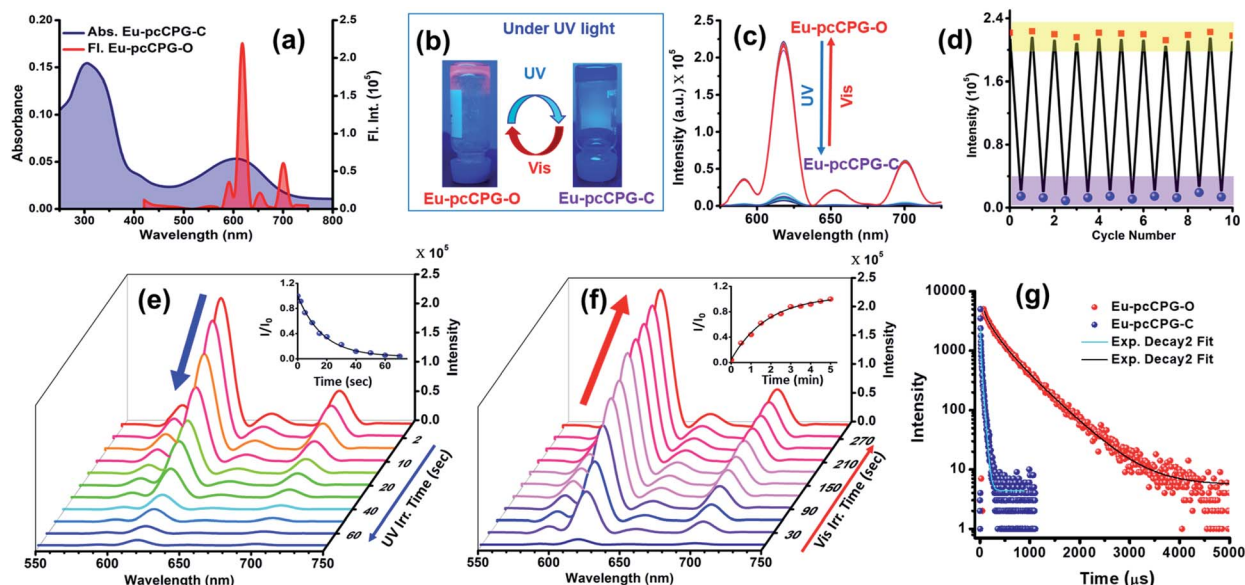 Abs. Eu-pcCPG-C
Fl. Eu-pcCPG-O
(a)
0.20
0.15
0.10
0.05
0.00
Absorbance
2.5
2.0
1.5
1.0
0.5
0.0
Fl. Int. (10⁵)
300 400 500 600 700 800
Wavelength (nm)
(b)
Under UV light
UV
Vis
Eu-pcCPG-O
Eu-pcCPG-C
(c)
Eu-pcCPG-O
UV
Vis
Eu-pcCPG-C
2.5
2.0
1.5
1.0
0.5
0.0
Intensity (a.u.) X 10⁵
600 650 700
Wavelength (nm)
(d)
2.4
1.6
0.8
0.0
Intensity (x10⁵)
0 2 4 6 8 10
Cycle Number
(e)
X 10⁵
2.5
2.0
1.5
1.0
0.5
0.0
Intensity
1.2
0.8
0.4
0.0
I/I₀
0 20 40 60
Time (sec)
2
10
20
40
60
UV Irr. Time (sec)
550 600 650 700 750
Wavelength (nm)
(f)
X 10⁵
2.5
2.0
1.5
1.0
0.5
0.0
Intensity
1.2
0.8
0.4
0.0
I/I₀
0 1 2 3 4 5
Time (min)
270
210
150
90
30
Vis Irr. Time (sec)
550 600 650 700 750
Wavelength (nm)
(g)
Eu-pcCPG-O
Eu-pcCPG-C
Exp. Decay2 Fit
Exp. Decay2 Fit
10000
1000
100
10
1
Intensity
0 1000 2000 3000 4000 5000
Time (μs)